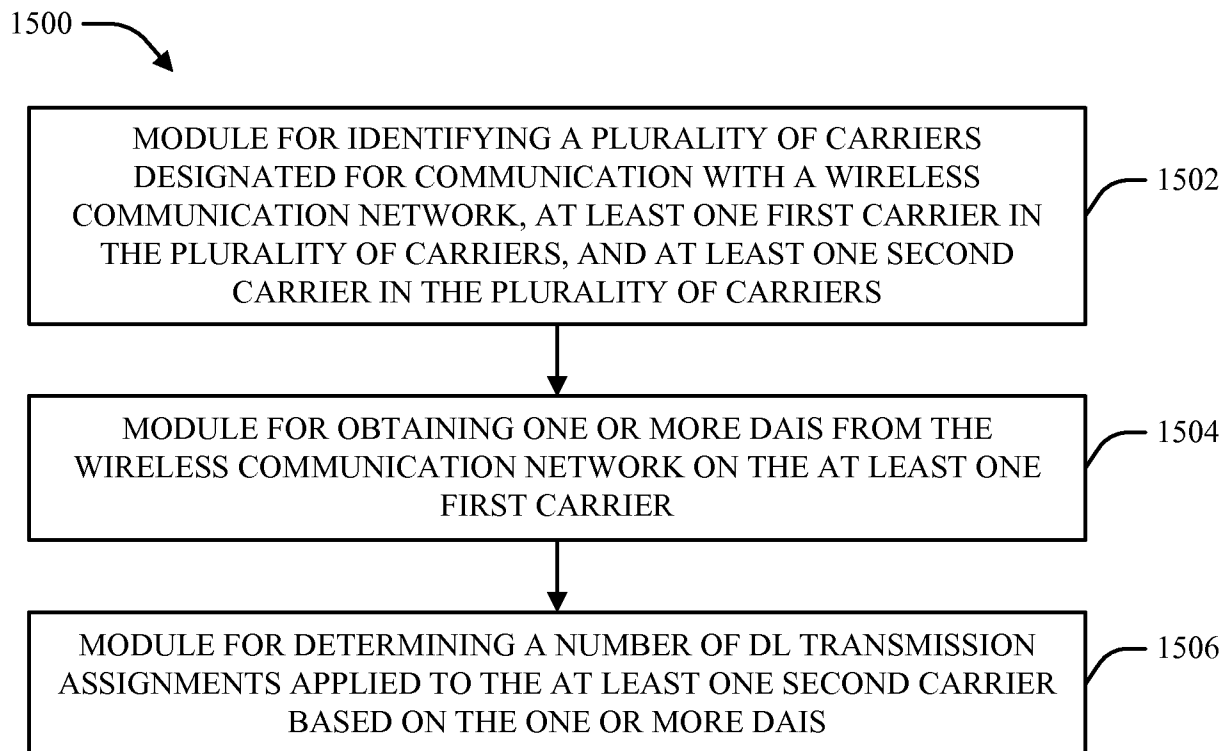 1500
MODULE FOR IDENTIFYING A PLURALITY OF CARRIERS
DESIGNATED FOR COMMUNICATION WITH A WIRELESS
COMMUNICATION NETWORK, AT LEAST ONE FIRST CARRIER IN
THE PLURALITY OF CARRIERS, AND AT LEAST ONE SECOND
CARRIER IN THE PLURALITY OF CARRIERS
1502
MODULE FOR OBTAINING ONE OR MORE DAIS FROM THE
WIRELESS COMMUNICATION NETWORK ON THE AT LEAST ONE
FIRST CARRIER
1504
MODULE FOR DETERMINING A NUMBER OF DL TRANSMISSION
ASSIGNMENTS APPLIED TO THE AT LEAST ONE SECOND CARRIER
BASED ON THE ONE OR MORE DAIS
1506